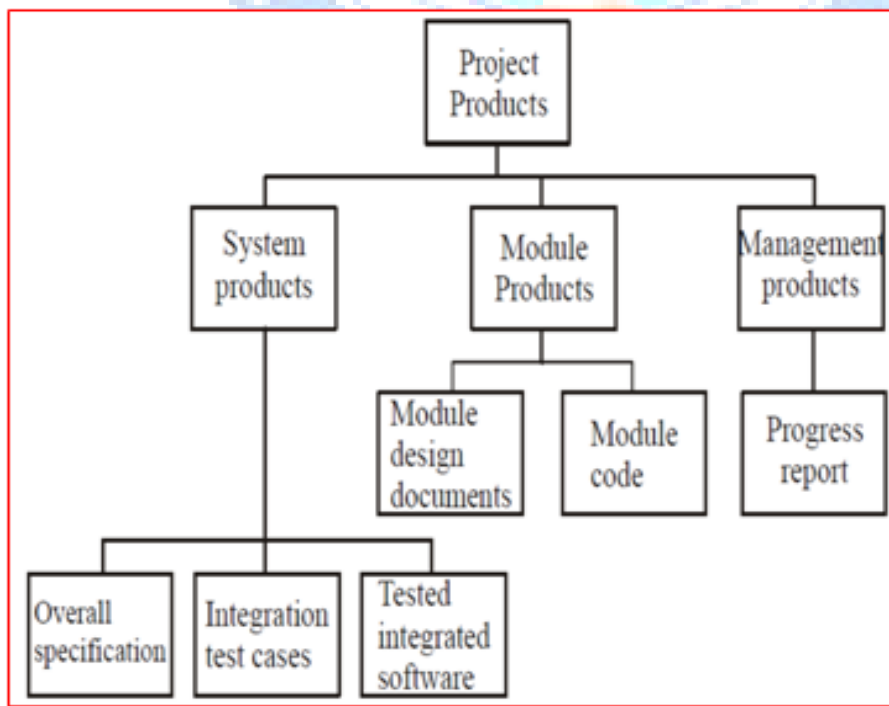 Project
Products
System
products
Module
Products
Management
products
Module
design
documents
Module
code
Progress
report
Overall
specification
Integration
test cases
Tested
integrated
software